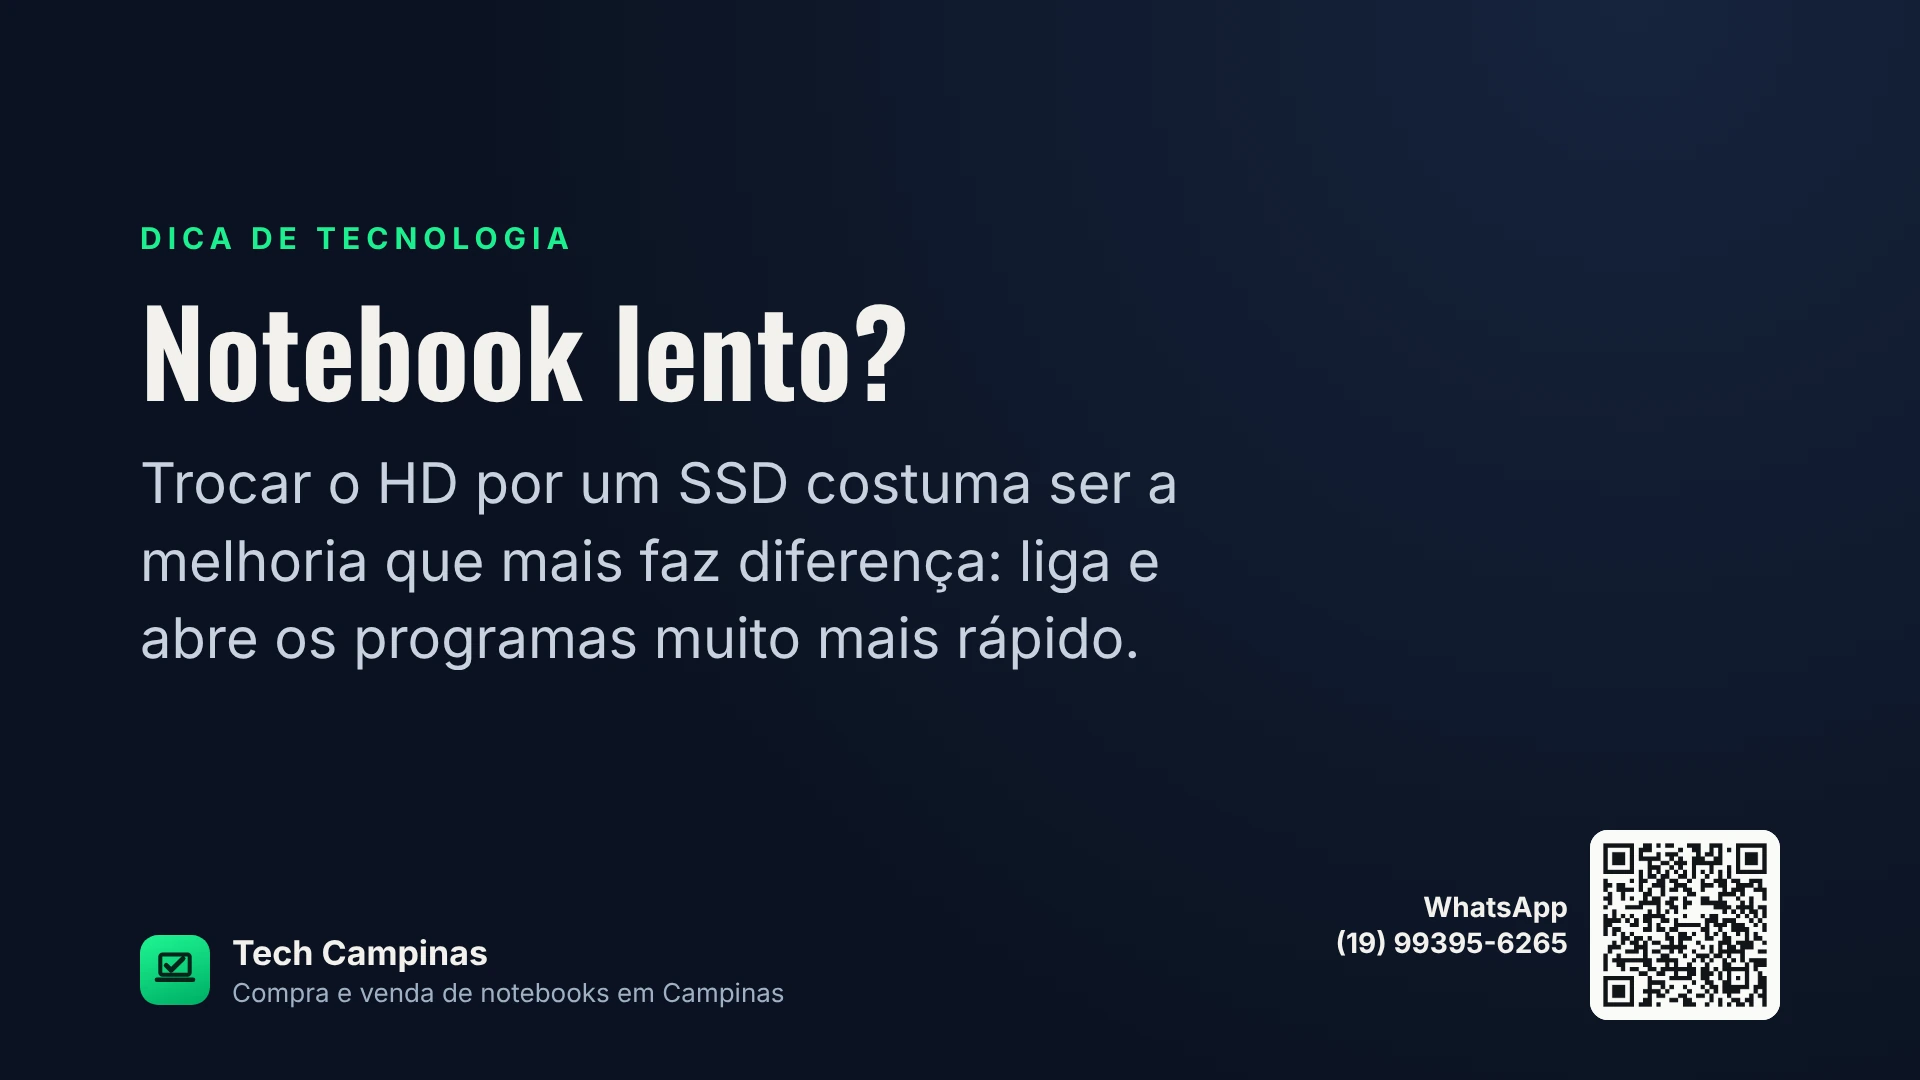 DICA DE TECNOLOGIA
Notebook lento?
Trocar o HD por um SSD costuma ser a
melhoria que mais faz diferença: liga e
abre os programas muito mais rápido.
Tech Campinas
Compra e venda de notebooks em Campinas
WhatsApp
(19) 99395-6265